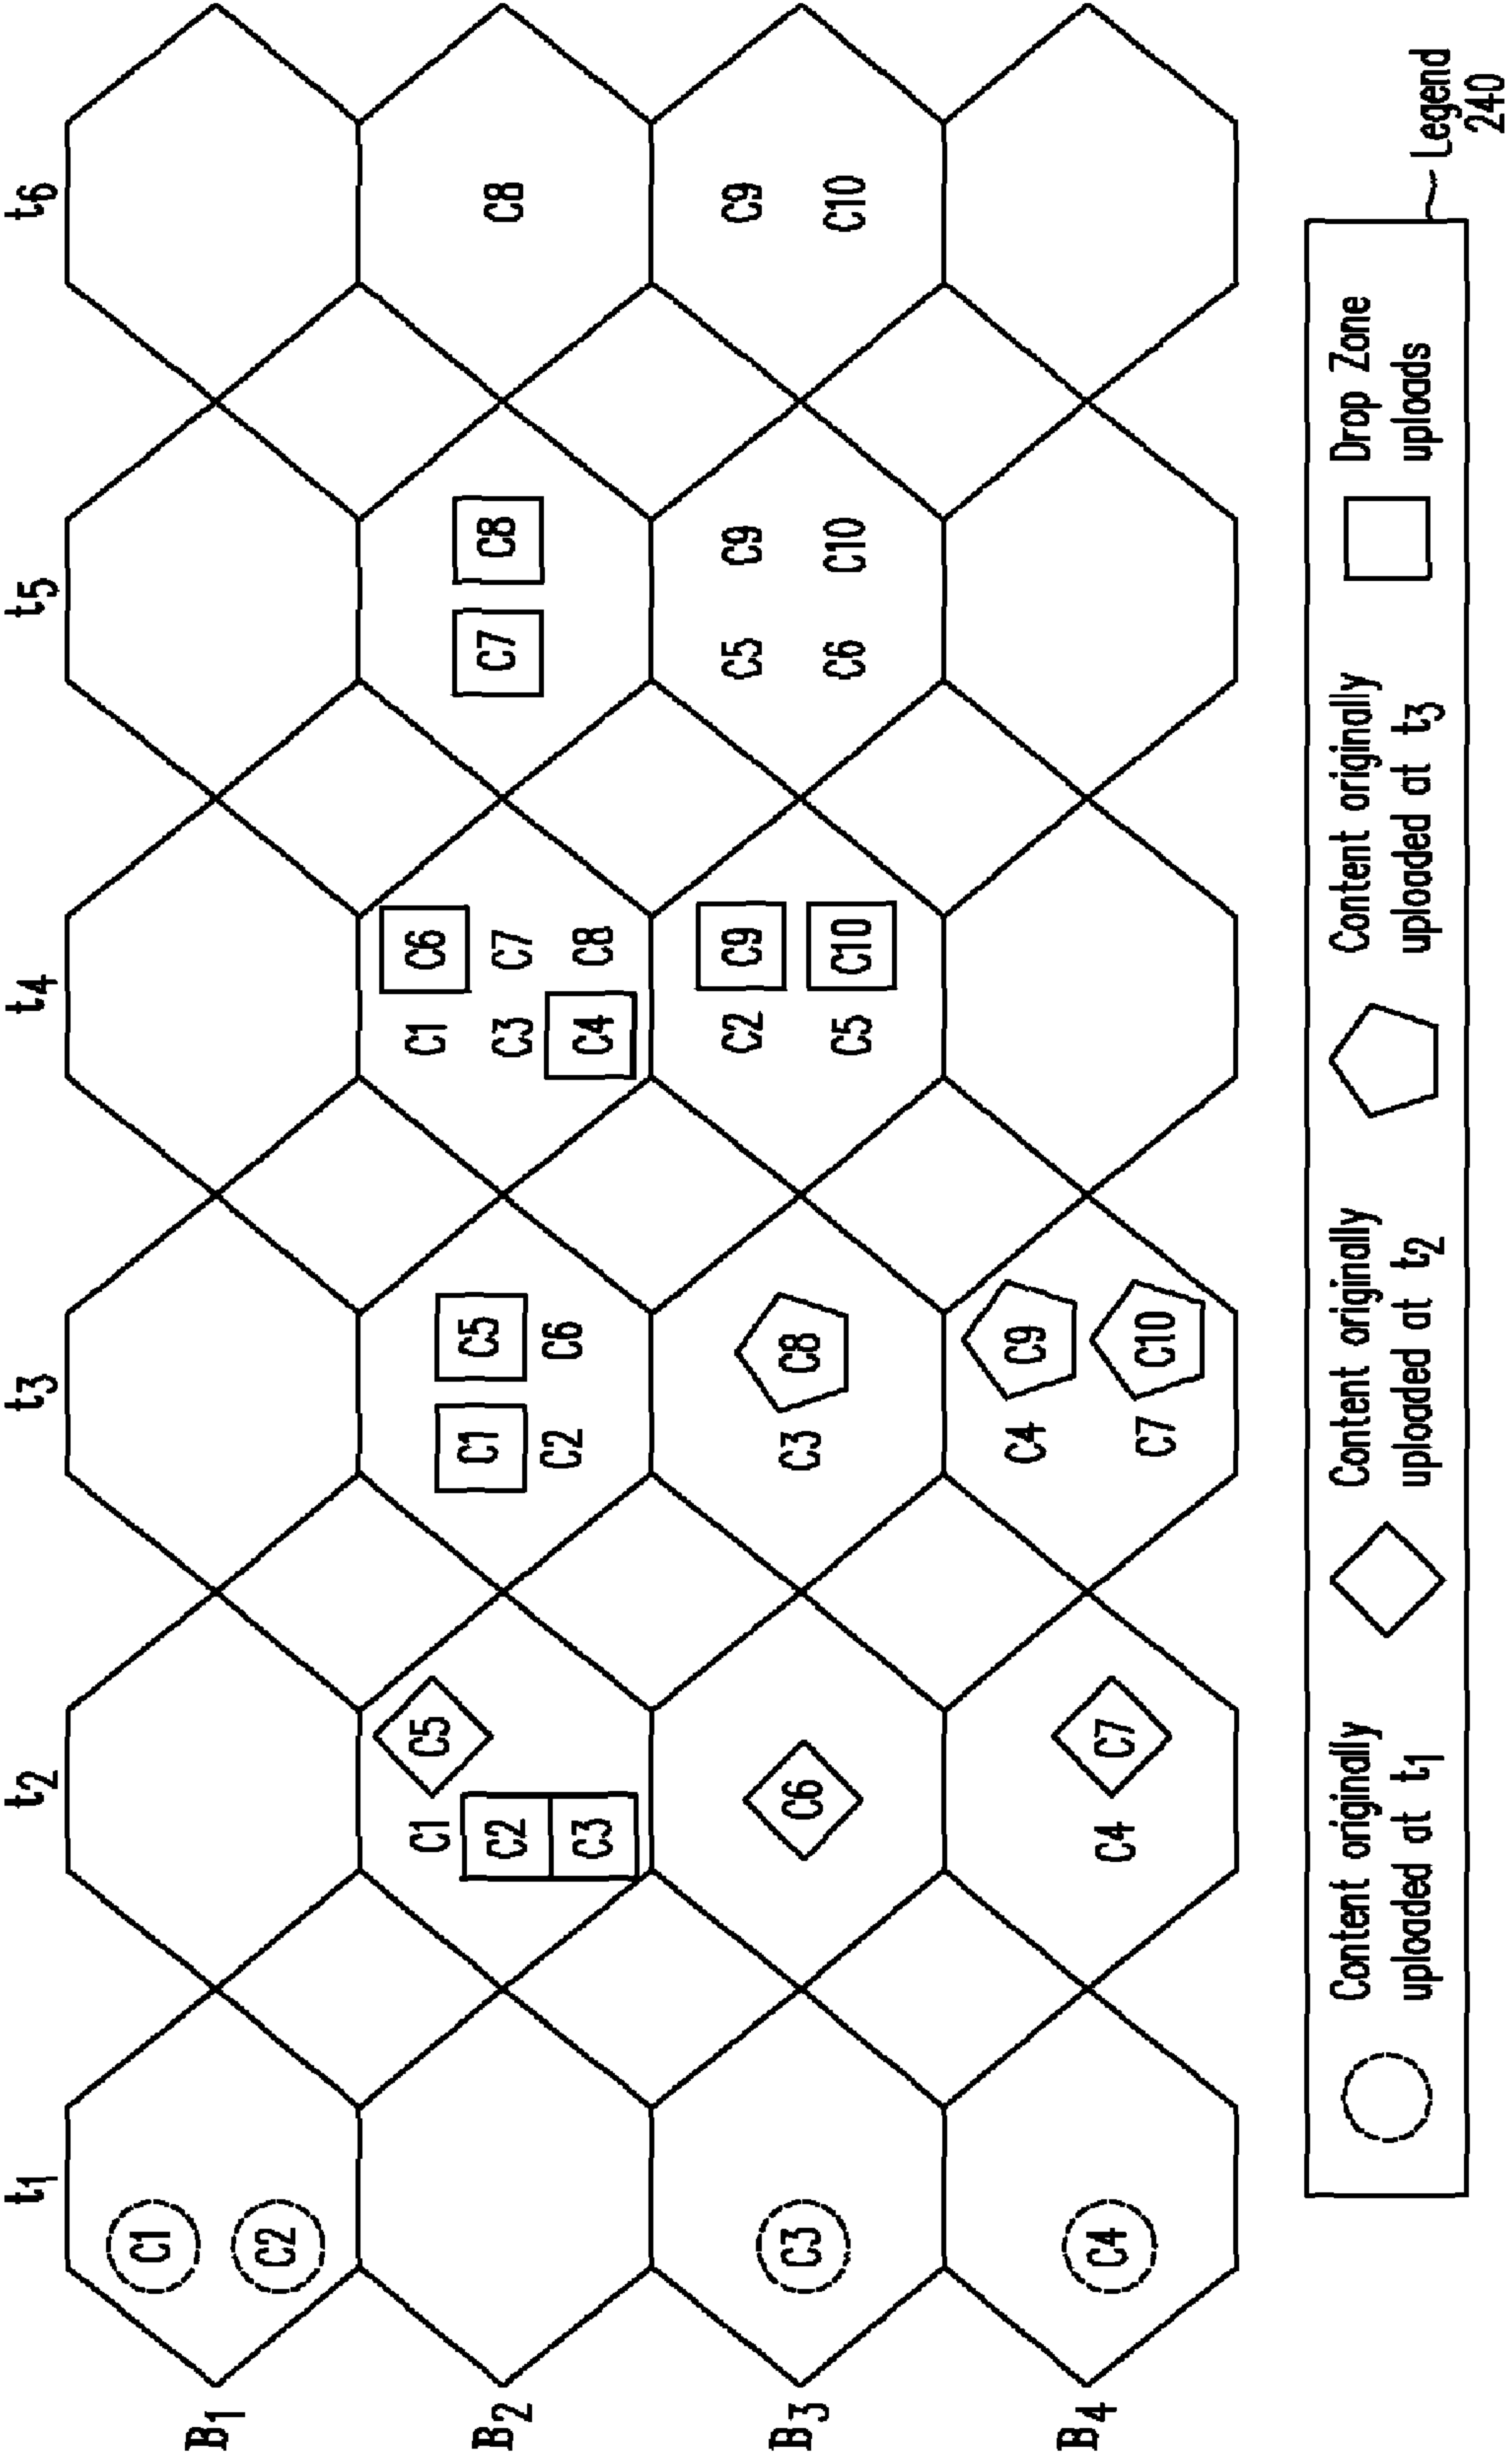 t1 t2 t3 t4 t5 t6
B1
C1
C2
B2
C1 C5
C2
C3
C1 C5
C2 C6
C1 C6
C3 C7
C4 C8
C7 C8
C8
B3
C3
C6
C3 C8
C2 C9
C5 C10
C5 C9
C6 C10
C9
C10
B4
C4
C4 C7
C4 C9
C7 C10
Content originally
uploaded at t1
Content originally
uploaded at t2
Content originally
uploaded at t3
Drop Zone
uploads
Legend
240